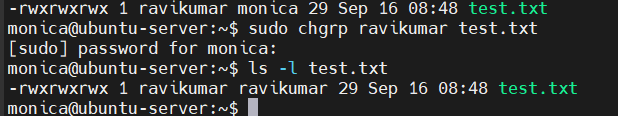 -rwxrwxrwx 1 ravikumar monica 29 Sep 16 08:48 test.txt
monica@ubuntu-server:~$ sudo chgrp ravikumar test.txt
[sudo] password for monica:
monica@ubuntu-server:~$ ls -l test.txt
-rwxrwxrwx 1 ravikumar ravikumar 29 Sep 16 08:48 test.txt
monica@ubuntu-server:~$